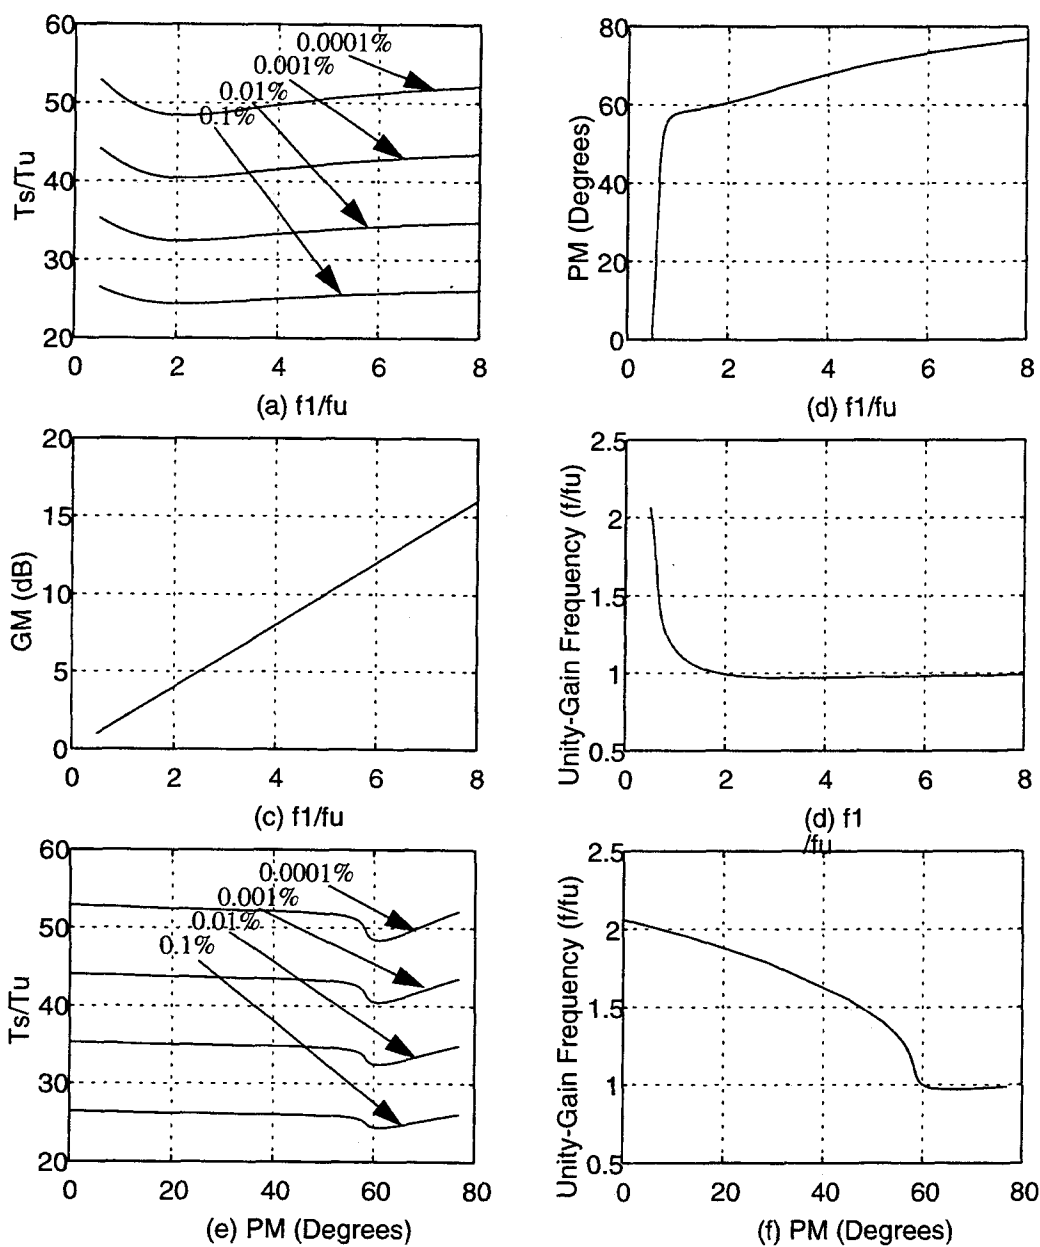 60
50
40
30
20
Ts/Tu
0.0001%
0.001%
0.01%
0.1%
0 2 4 6 8
(a) f1/fu
80
60
40
20
0
PM (Degrees)
0 2 4 6 8
(d) f1/fu
20
15
10
5
0
GM (dB)
0 2 4 6 8
(c) f1/fu
2.5
2
1.5
1
0.5
Unity-Gain Frequency (f/fu)
0 2 4 6 8
(d) f1
/fu
60
50
40
30
20
Ts/Tu
0.0001%
0.001%
0.01%
0.1%
0 20 40 60 80
(e) PM (Degrees)
2.5
2
1.5
1
0.5
Unity-Gain Frequency (f/fu)
0 20 40 60 80
(f) PM (Degrees)